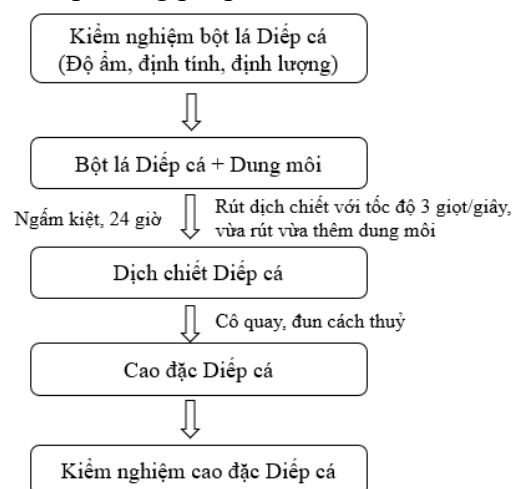 Kiểm nghiệm bột lá Diếp cá
(Độ ẩm, định tính, định lượng)
Bột lá Diếp cá + Dung môi
Ngấm kiệt, 24 giờ
Rút dịch chiết với tốc độ 3 giọt/giây,
vừa rút vừa thêm dung môi
Dịch chiết Diếp cá
Cô quay, đun cách thuỷ
Cao đặc Diếp cá
Kiểm nghiệm cao đặc Diếp cá